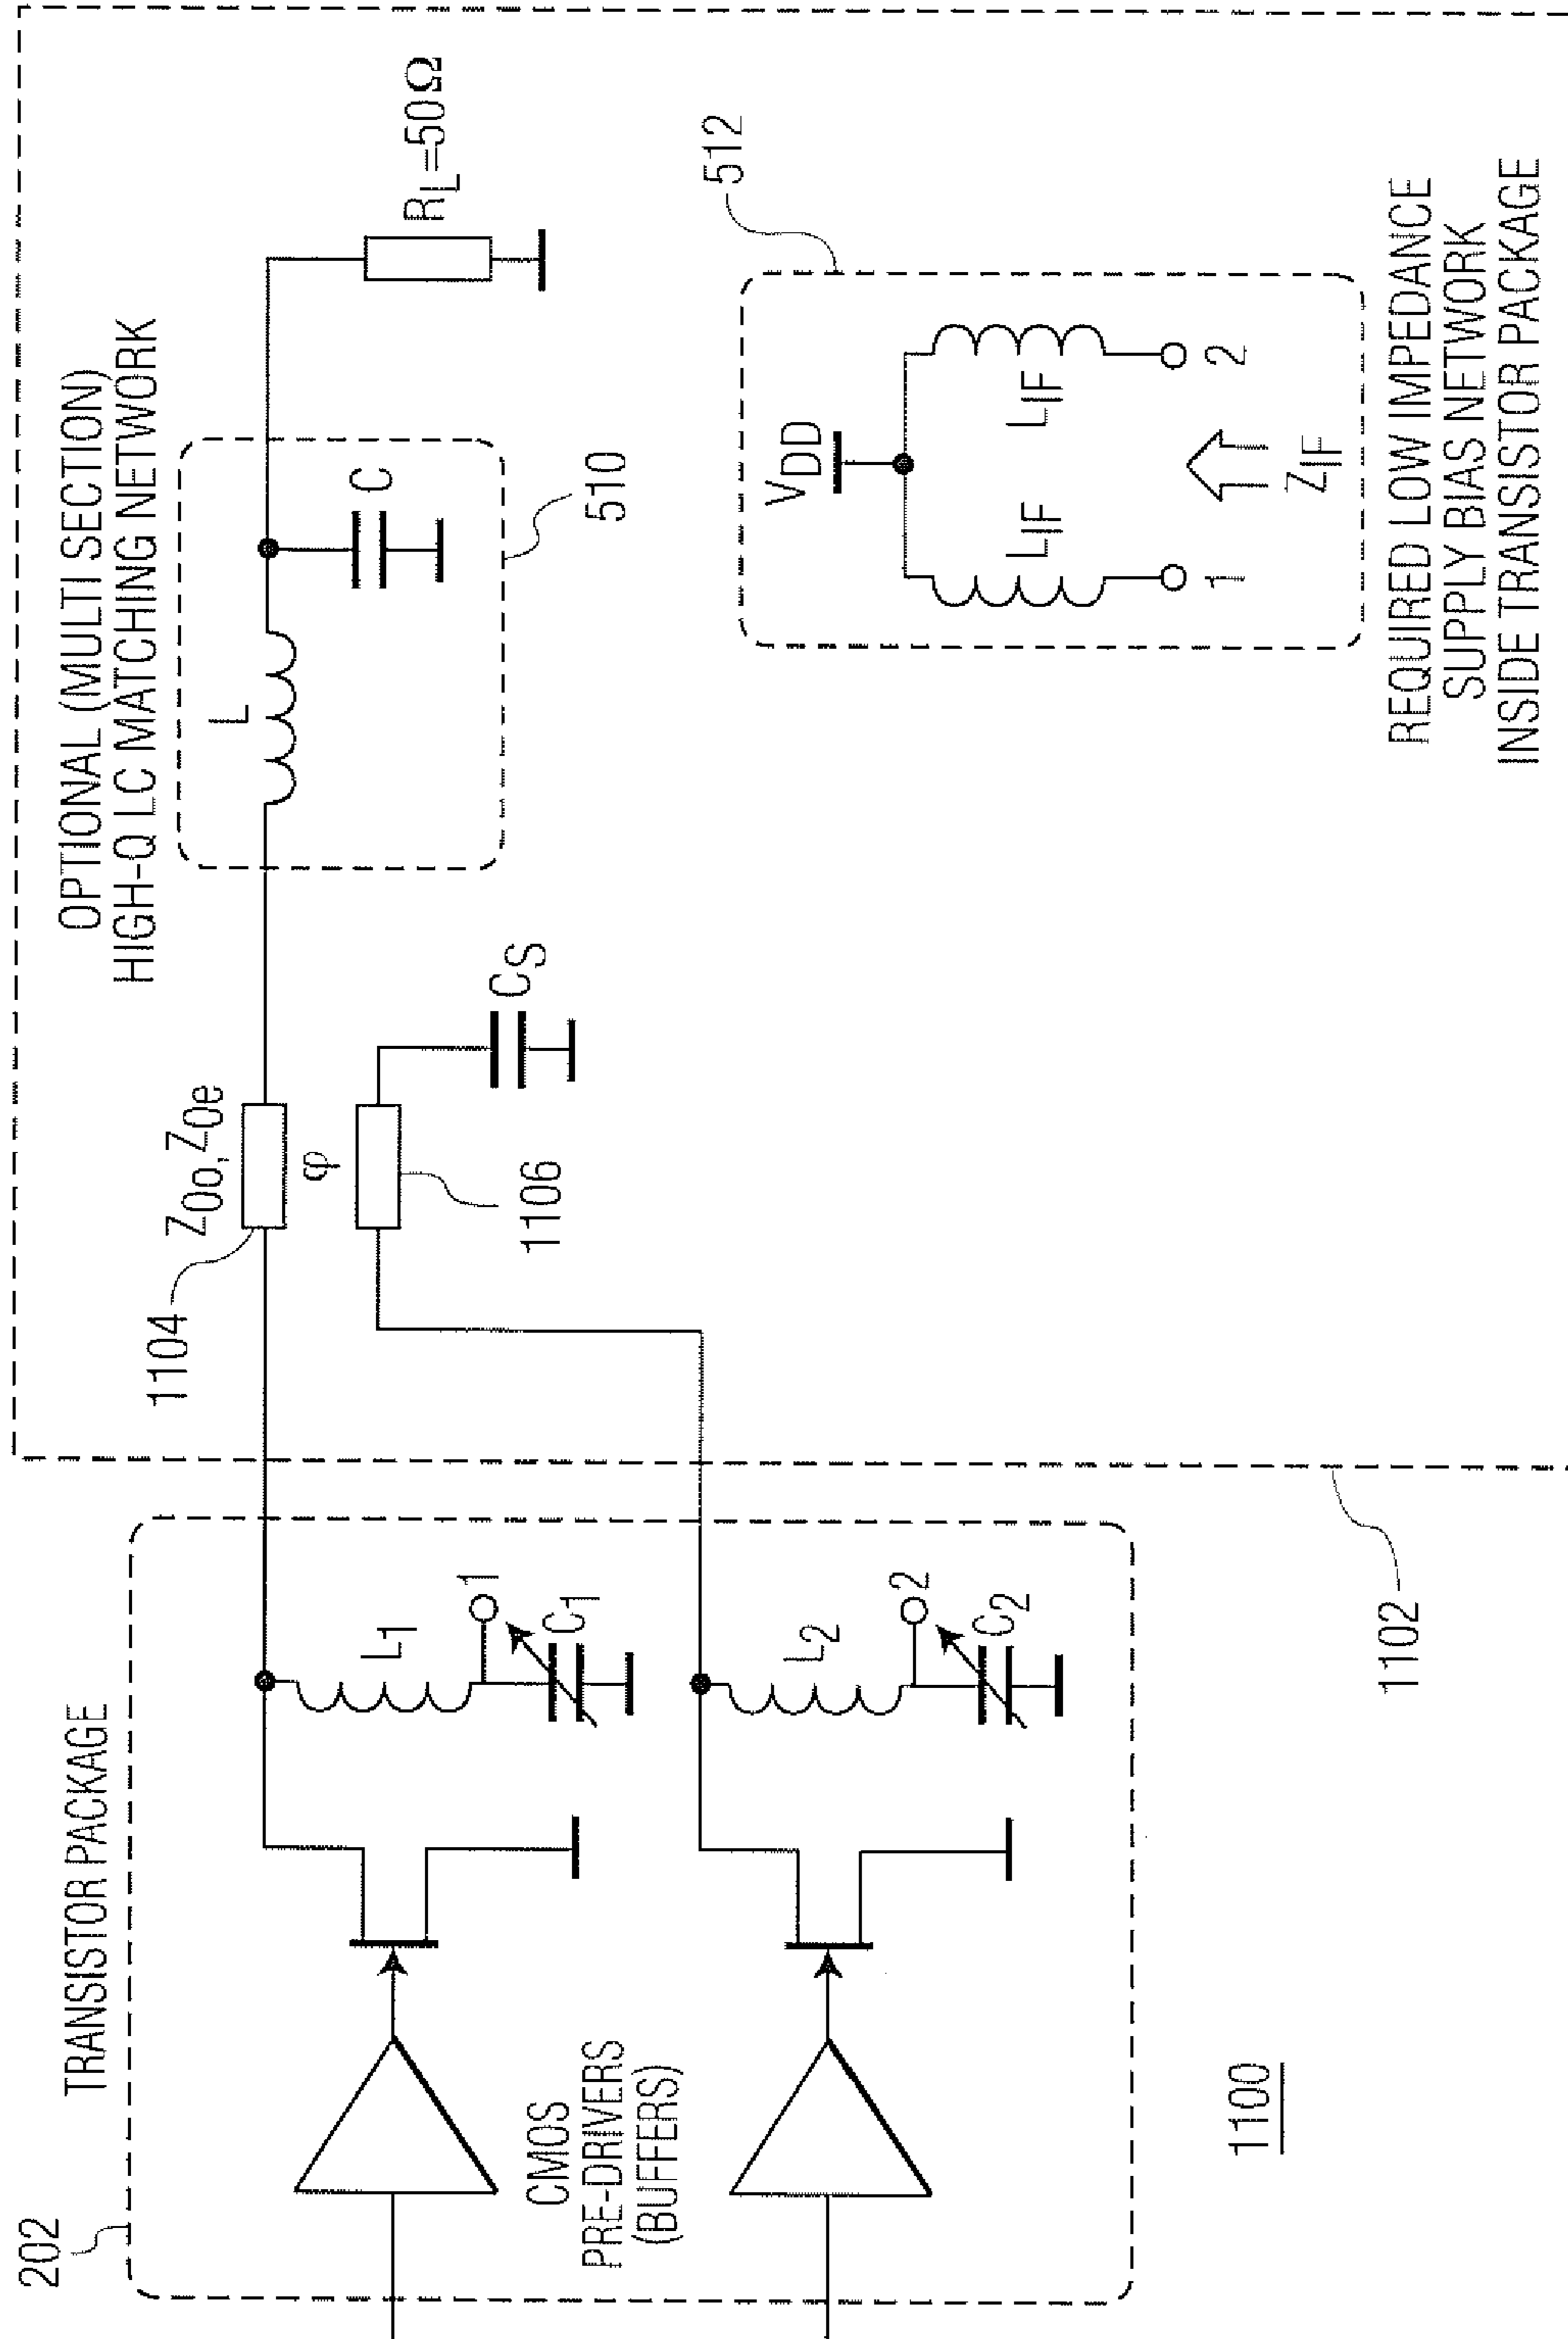 202
TRANSISTOR PACKAGE
CMOS
PRE-DRIVERS
(BUFFERS)
L1
1
C1
L2
2
C2
1100
1102
1104
Z0o, Z0e
φ
1106
CS
OPTIONAL (MULTI SECTION)
HIGH-Q LC MATCHING NETWORK
L
C
510
RL=50Ω
512
VDD
LIF
LIF
1
2
ZIF
REQUIRED LOW IMPEDANCE
SUPPLY BIAS NETWORK
INSIDE TRANSISTOR PACKAGE